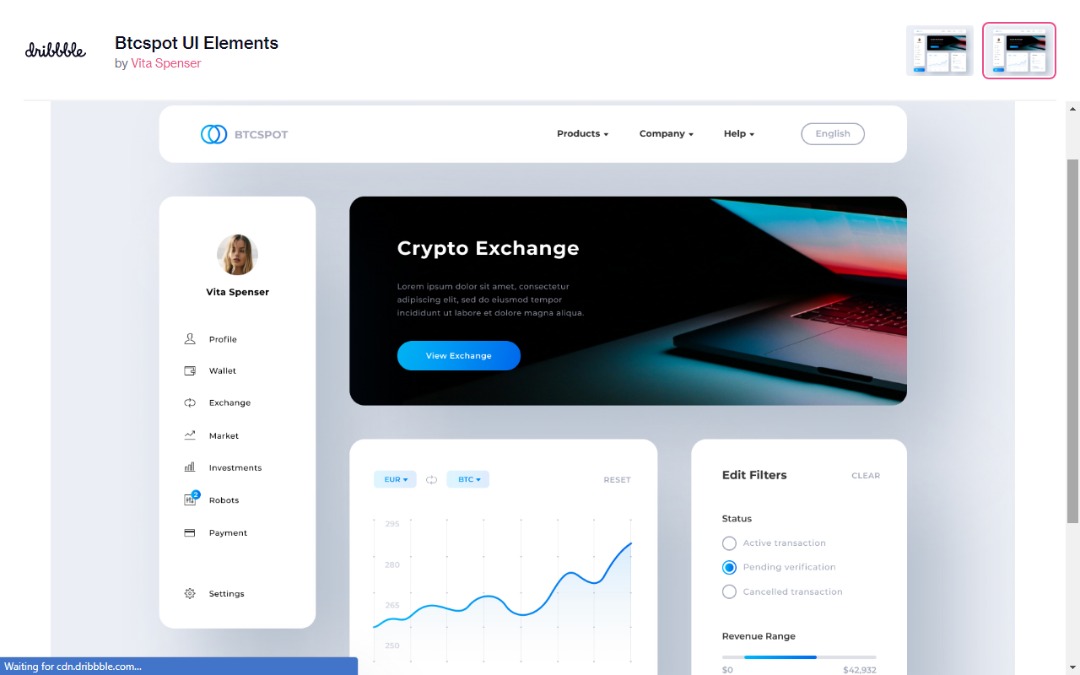 dribbble
Btcspot UI Elements
by Vita Spenser
BTCSPOT
Products
Company
Help
English
Vita Spenser
Profile
Wallet
Exchange
Market
Investments
2
Robots
Payment
Settings
Crypto Exchange
Lorem ipsum dolor sit amet, consectetur
adipiscing elit, sed do eiusmod tempor
incididunt ut labore et dolore magna aliqua.
View Exchange
EUR
BTC
RESET
295
280
265
250
Edit Filters
CLEAR
Status
Active transaction
Pending verification
Cancelled transaction
Revenue Range
$0
$42,932
Waiting for cdn.dribbble.com...